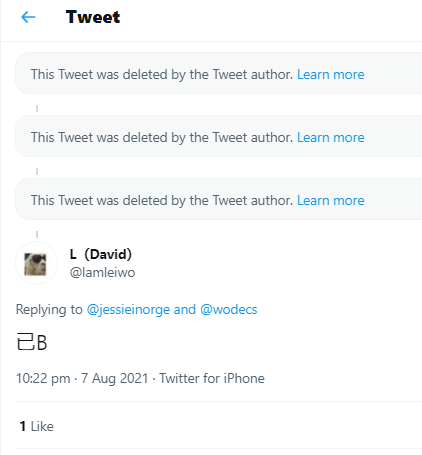 Tweet
This Tweet was deleted by the Tweet author. Learn more
This Tweet was deleted by the Tweet author. Learn more
This Tweet was deleted by the Tweet author. Learn more
L（David）
@lamleiwo
Replying to @jessieinorge and @wodecs
已B
10:22 pm · 7 Aug 2021 · Twitter for iPhone
1 Like